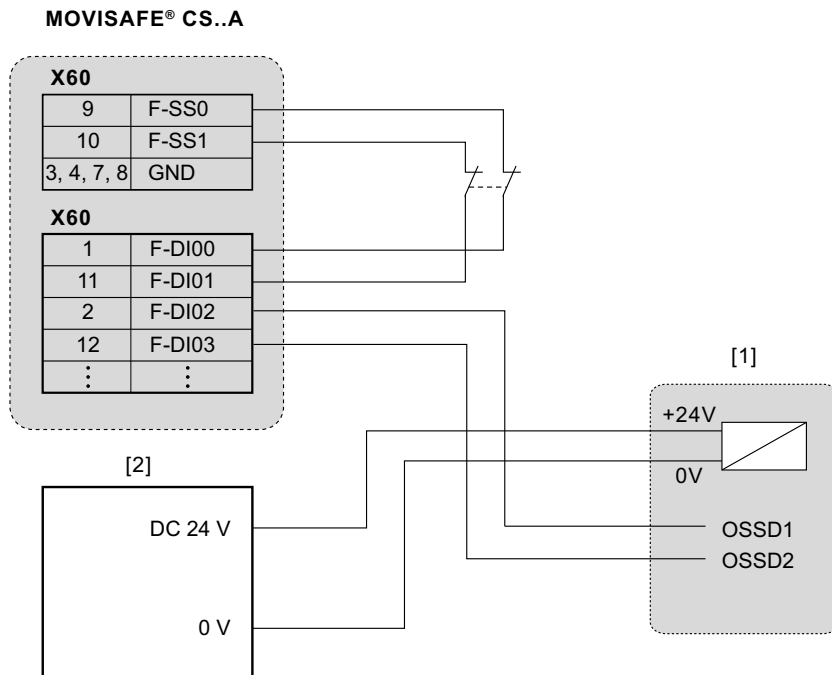 MOVISAFE® CS..A
X60
9 F-SS0
10 F-SS1
3, 4, 7, 8 GND
X60
1 F-DI00
11 F-DI01
2 F-DI02
12 F-DI03
⋮ ⋮
[1]
+24V
0V
OSSD1
OSSD2
[2]
DC 24 V
0 V